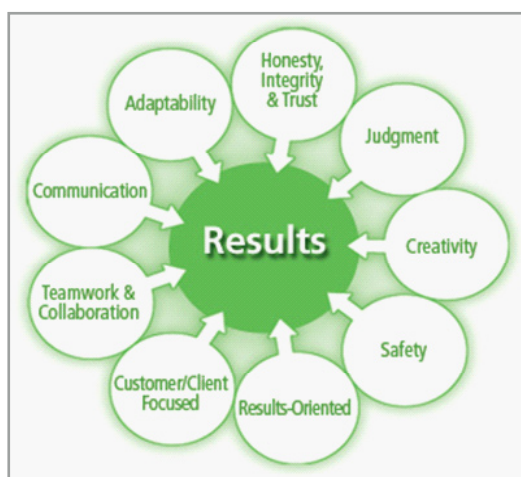 Honesty,
Integrity
& Trust
Judgment
Creativity
Safety
Results-Oriented
Customer/Client
Focused
Teamwork &
Collaboration
Communication
Adaptability
Results